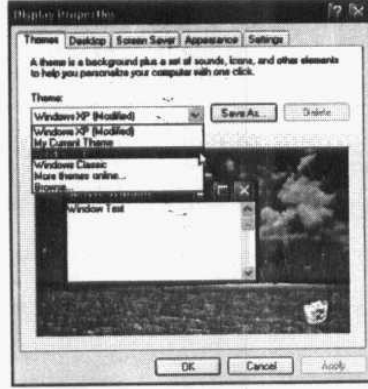 Display Properties
Themes Desktop Screen Saver Appearance Settings
A theme is a background plus a set of sounds, icons, and other elements
to help you personalize your computer with one click.
Theme:
Windows XP (Modified) Save As... Delete
Windows XP (Modified)
My Current Theme
Windows Classic
More themes online...
Browse...
Window Text
OK Cancel Apply